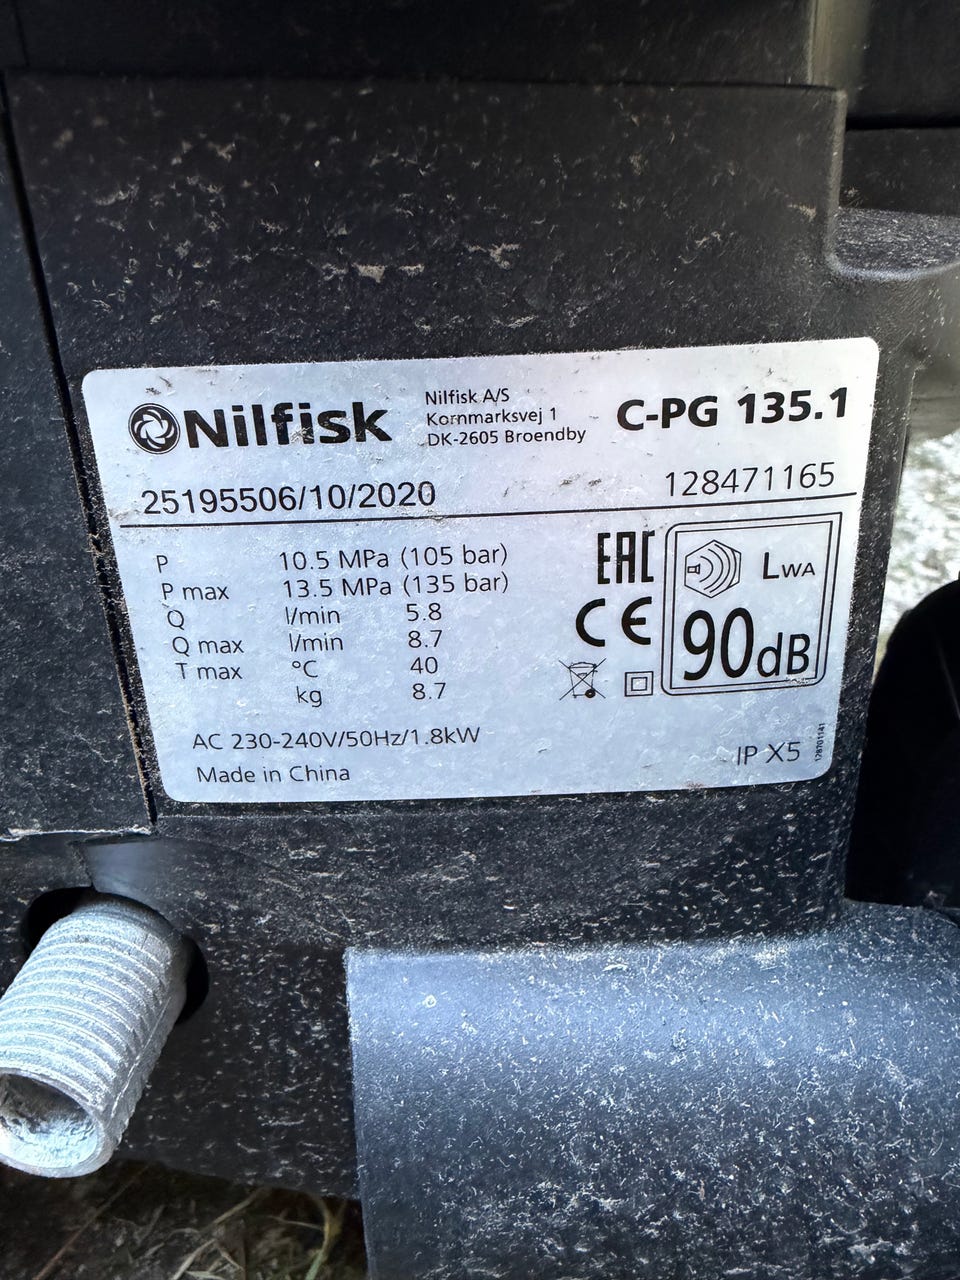 Nilfisk
Nilfisk A/S
Kornmarksvej 1
DK-2605 Broendby
C-PG 135.1
25195506/10/2020
128471165
P 10.5 MPa (105 bar)
P max 13.5 MPa (135 bar)
Q l/min 5.8
Q max l/min 8.7
T max °C 40
kg 8.7
EAC
CE
LWA
90dB
AC 230-240V/50Hz/1.8kW
Made in China
IP X5
128701141